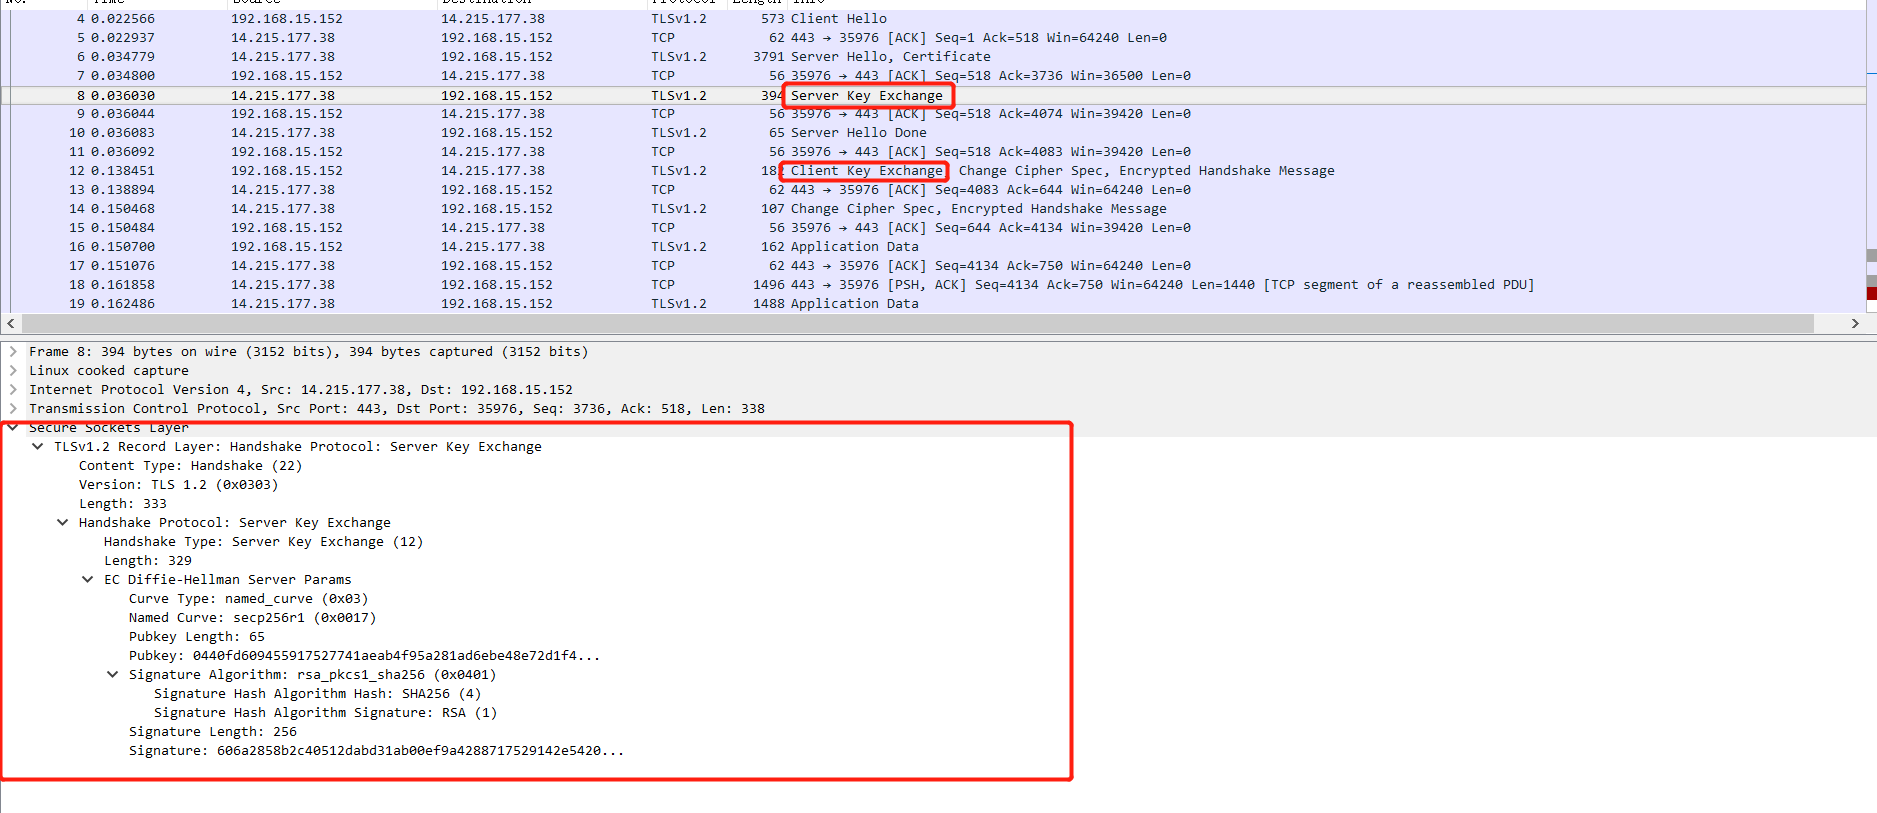 No. Time Source Destination Protocol Length Info
4 0.022566 192.168.15.152 14.215.177.38 TLSv1.2 573 Client Hello
5 0.022937 14.215.177.38 192.168.15.152 TCP 62 443 → 35976 [ACK] Seq=1 Ack=518 Win=64240 Len=0
6 0.034779 14.215.177.38 192.168.15.152 TLSv1.2 3791 Server Hello, Certificate
7 0.034800 192.168.15.152 14.215.177.38 TCP 56 35976 → 443 [ACK] Seq=518 Ack=3736 Win=36500 Len=0
8 0.036030 14.215.177.38 192.168.15.152 TLSv1.2 394 Server Key Exchange
9 0.036044 192.168.15.152 14.215.177.38 TCP 56 35976 → 443 [ACK] Seq=518 Ack=4074 Win=39420 Len=0
10 0.036083 14.215.177.38 192.168.15.152 TLSv1.2 65 Server Hello Done
11 0.036092 192.168.15.152 14.215.177.38 TCP 56 35976 → 443 [ACK] Seq=518 Ack=4083 Win=39420 Len=0
12 0.138451 192.168.15.152 14.215.177.38 TLSv1.2 182 Client Key Exchange, Change Cipher Spec, Encrypted Handshake Message
13 0.138894 14.215.177.38 192.168.15.152 TCP 62 443 → 35976 [ACK] Seq=4083 Ack=644 Win=64240 Len=0
14 0.150468 14.215.177.38 192.168.15.152 TLSv1.2 107 Change Cipher Spec, Encrypted Handshake Message
15 0.150484 192.168.15.152 14.215.177.38 TCP 56 35976 → 443 [ACK] Seq=644 Ack=4134 Win=39420 Len=0
16 0.150700 192.168.15.152 14.215.177.38 TLSv1.2 162 Application Data
17 0.151076 14.215.177.38 192.168.15.152 TCP 62 443 → 35976 [ACK] Seq=4134 Ack=750 Win=64240 Len=0
18 0.161858 14.215.177.38 192.168.15.152 TCP 1496 443 → 35976 [PSH, ACK] Seq=4134 Ack=750 Win=64240 Len=1440 [TCP segment of a reassembled PDU]
19 0.162486 14.215.177.38 192.168.15.152 TLSv1.2 1488 Application Data
Frame 8: 394 bytes on wire (3152 bits), 394 bytes captured (3152 bits)
Linux cooked capture
Internet Protocol Version 4, Src: 14.215.177.38, Dst: 192.168.15.152
Transmission Control Protocol, Src Port: 443, Dst Port: 35976, Seq: 3736, Ack: 518, Len: 338
Secure Sockets Layer
TLSv1.2 Record Layer: Handshake Protocol: Server Key Exchange
Content Type: Handshake (22)
Version: TLS 1.2 (0x0303)
Length: 333
Handshake Protocol: Server Key Exchange
Handshake Type: Server Key Exchange (12)
Length: 329
EC Diffie-Hellman Server Params
Curve Type: named_curve (0x03)
Named Curve: secp256r1 (0x0017)
Pubkey Length: 65
Pubkey: 0440fd609455917527741aeab4f95a281ad6ebe48e72d1f4...
Signature Algorithm: rsa_pkcs1_sha256 (0x0401)
Signature Hash Algorithm Hash: SHA256 (4)
Signature Hash Algorithm Signature: RSA (1)
Signature Length: 256
Signature: 606a2858b2c40512dabd31ab00ef9a4288717529142e5420...